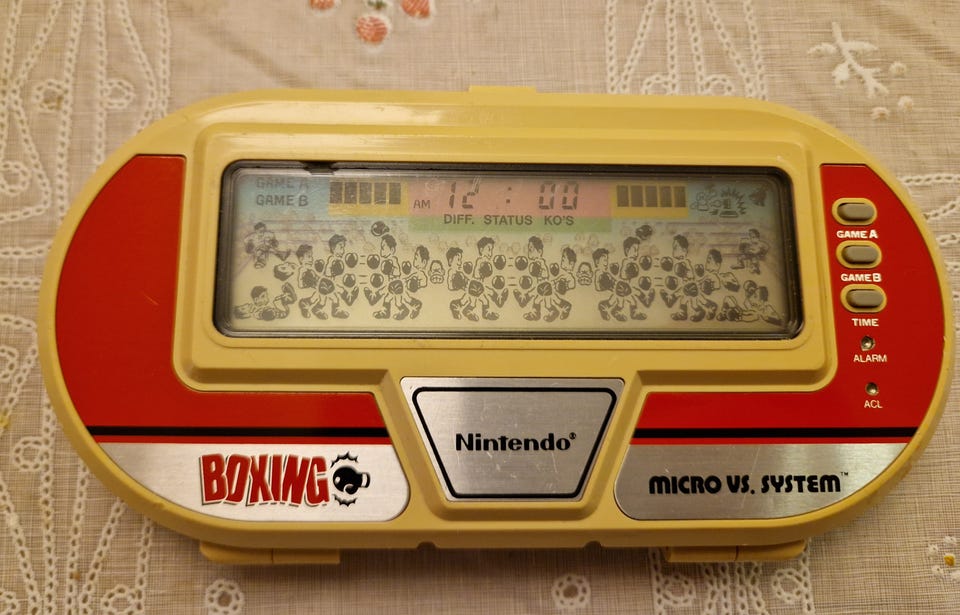 GAME A
GAME B
AM 12 : 00
DIFF. STATUS KO'S
GAME A
GAME B
TIME
ALARM
ACL
Nintendo®
BOXING
MICRO VS. SYSTEM™